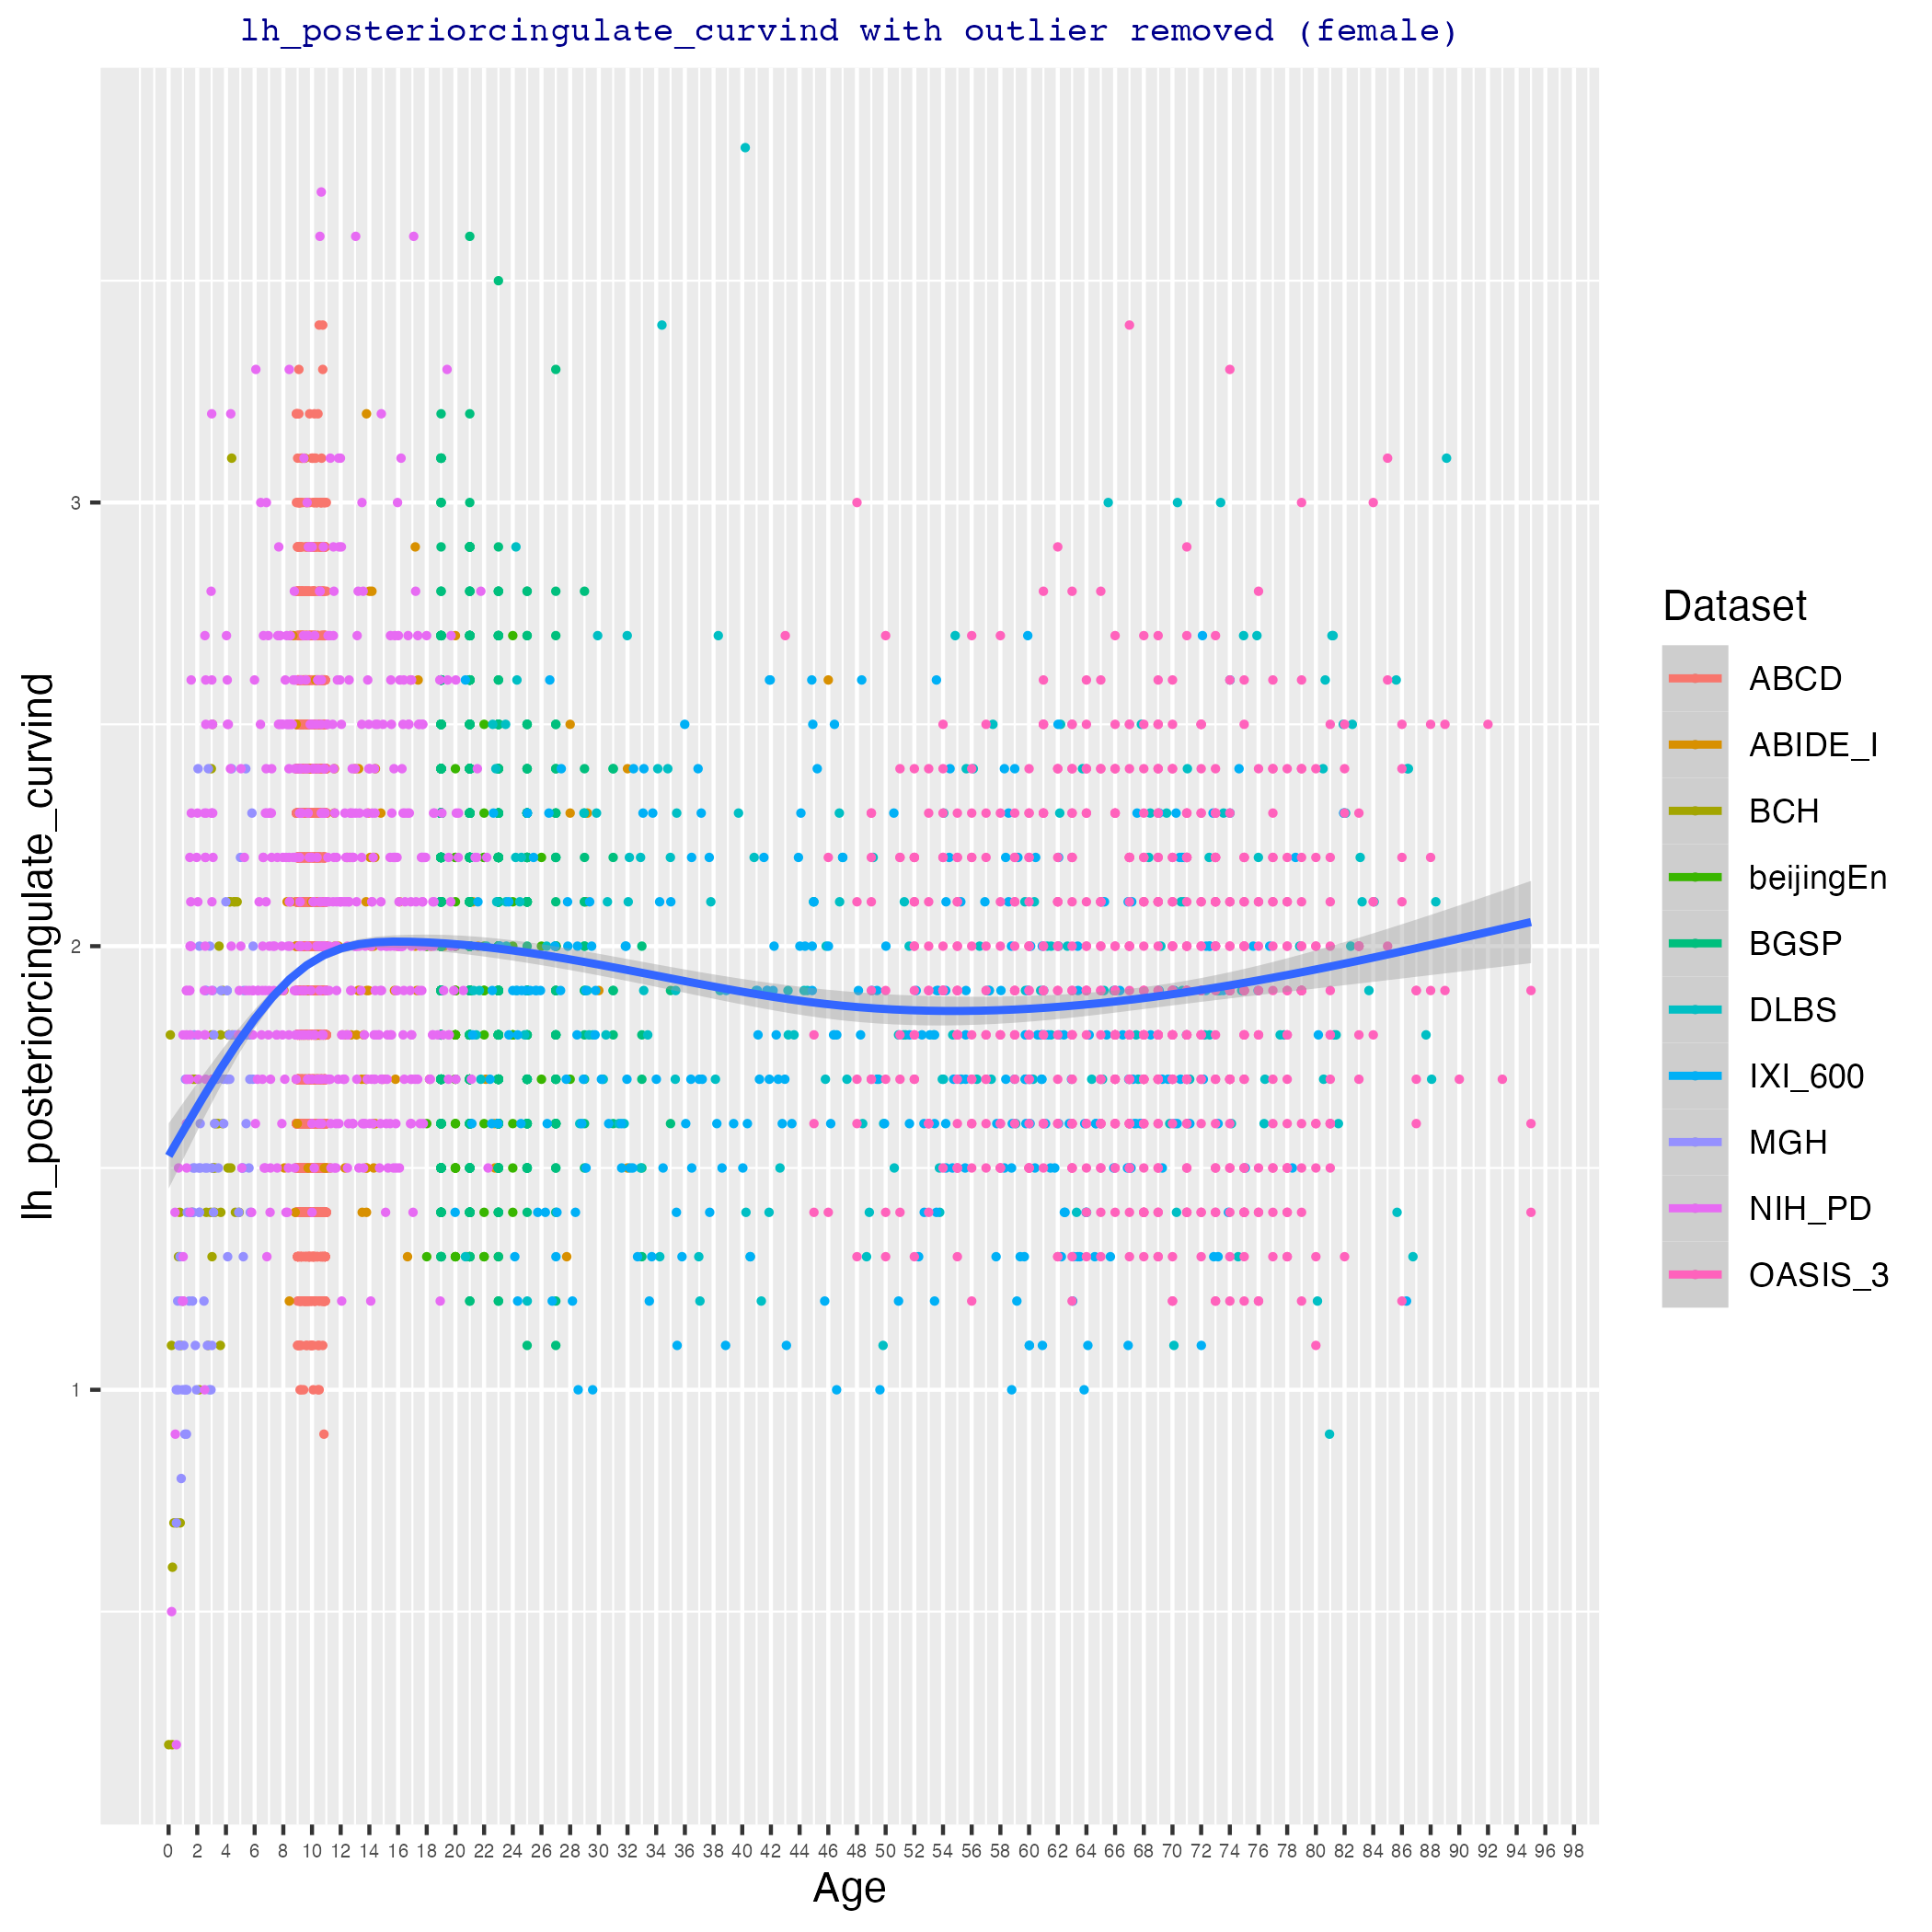 lh_posteriorcingulate_curvind with outlier removed (female)
lh_posteriorcingulate_curvind
3
2
1
0 2 4 6 8 10 12 14 16 18 20 22 24 26 28 30 32 34 36 38 40 42 44 46 48 50 52 54 56 58 60 62 64 66 68 70 72 74 76 78 80 82 84 86 88 90 92 94 96 98
Age
Dataset
ABCD
ABIDE_I
BCH
beijingEn
BGSP
DLBS
IXI_600
MGH
NIH_PD
OASIS_3